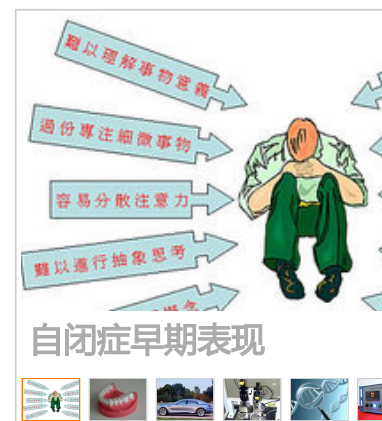 難以理解事物意義
過份專注細微事物
容易分散注意力
難以進行抽象思考
自闭症早期表现